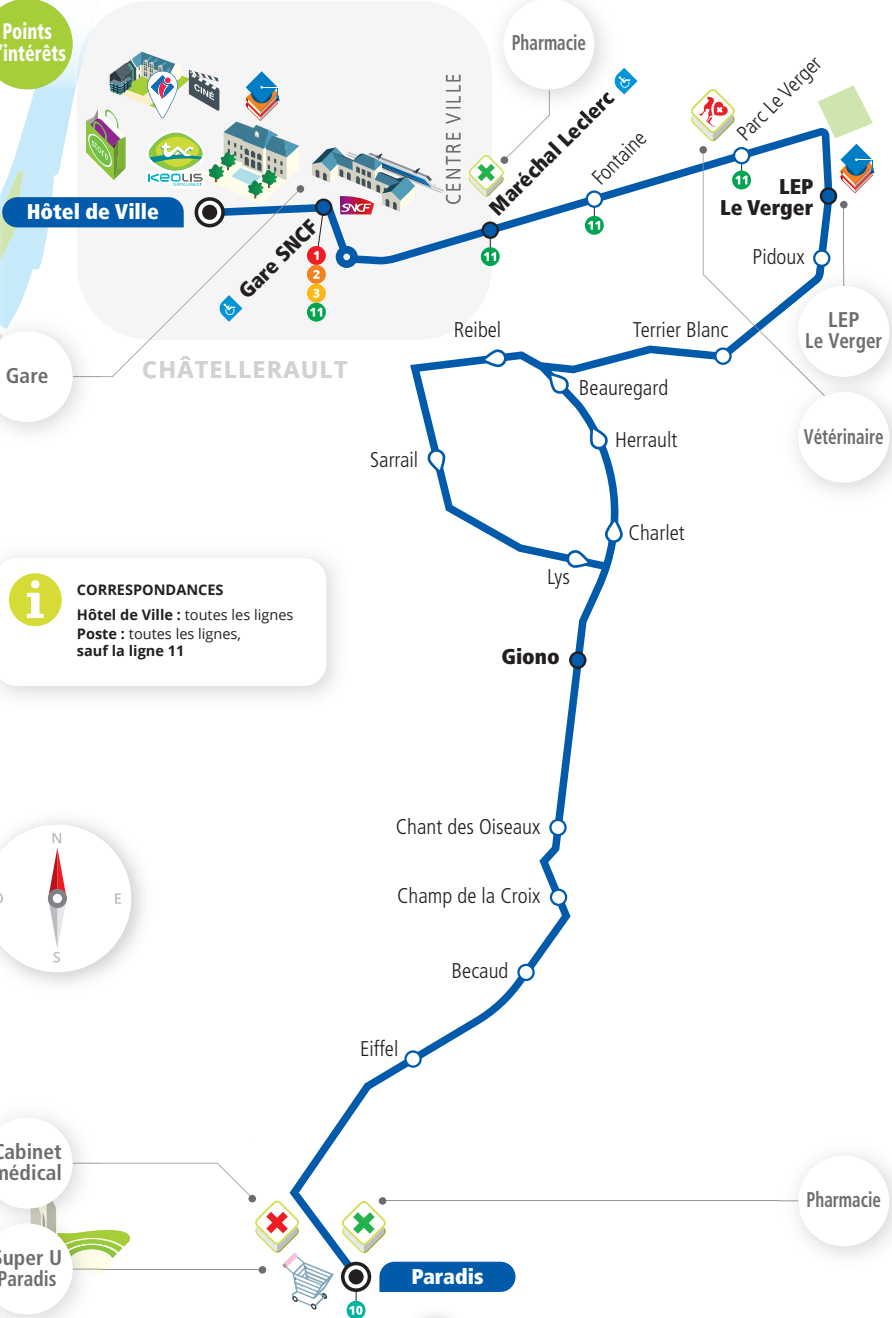 Points
d'intérêts
Pharmacie
CINÉ
store
tac
KEOLIS
CHÂTELLERAULT
CENTRE VILLE
Maréchal Leclerc
Fontaine
Parc Le Verger
11
LEP
Le Verger
Hôtel de Ville
SNCF
Gare SNCF
1
2
3
11
11
11
Pidoux
LEP
Le Verger
Gare
CHÂTELLERAULT
Reibel
Terrier Blanc
Beauregard
Vétérinaire
Herrault
Sarrail
Charlet
Lys
i
CORRESPONDANCES
Hôtel de Ville : toutes les lignes
Poste : toutes les lignes,
sauf la ligne 11
Giono
Chant des Oiseaux
N
O
E
S
Champ de la Croix
Becaud
Eiffel
Cabinet
médical
Pharmacie
Super U
Paradis
Paradis
10